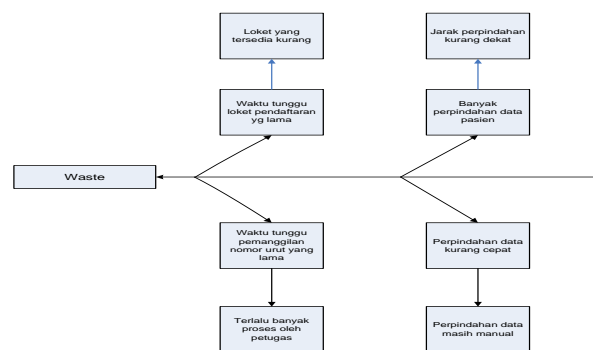 Loket yang
tersedia kurang
Jarak perpindahan
kurang dekat
Waktu tunggu
loket pendaftaran
yg lama
Banyak
perpindahan data
pasien
Waste
Waktu tunggu
pemanggilan
nomor urut yang
lama
Perpindahan data
kurang cepat
Terlalu banyak
proses oleh
petugas
Perpindahan data
masih manual